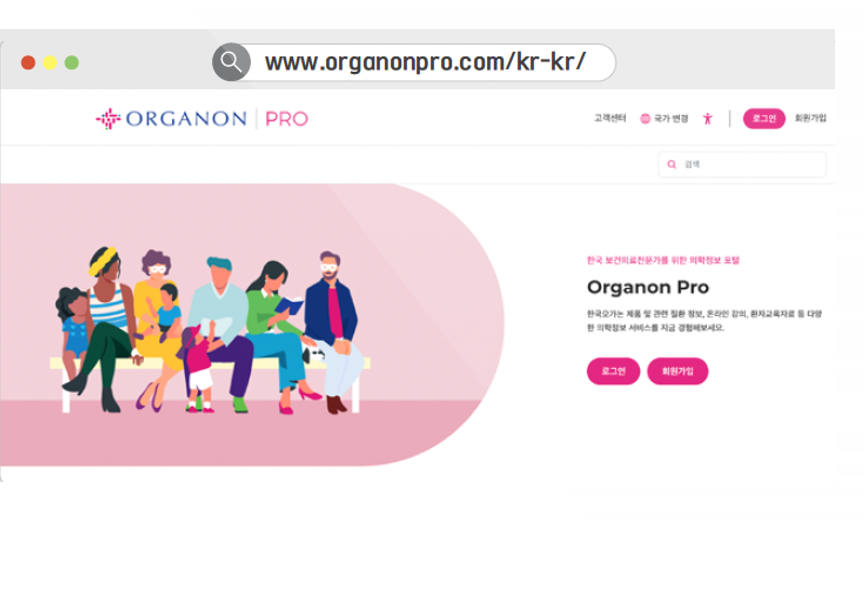 www.organonpro.com/kr-kr/
ORGANON PRO
고객센터 국가 변경 로그인 회원가입
검색
한국 보건의료전문가를 위한 의학정보 포털
Organon Pro
한국오가논 제품 및 관련 질환 정보, 온라인 강의, 환자교육자료 등 다양
한 의학정보 서비스를 지금 경험해보세요.
로그인 회원가입